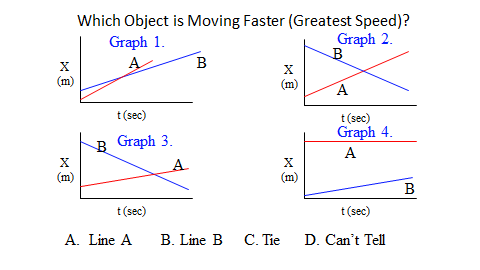 Which Object is Moving Faster (Greatest Speed)?
Graph 1.
A
B
X
(m)
t (sec)
Graph 2.
B
X
(m)
A
t (sec)
Graph 3.
B
A
X
(m)
t (sec)
Graph 4.
A
X
(m)
B
t (sec)
A. Line A B. Line B C. Tie D. Can't Tell